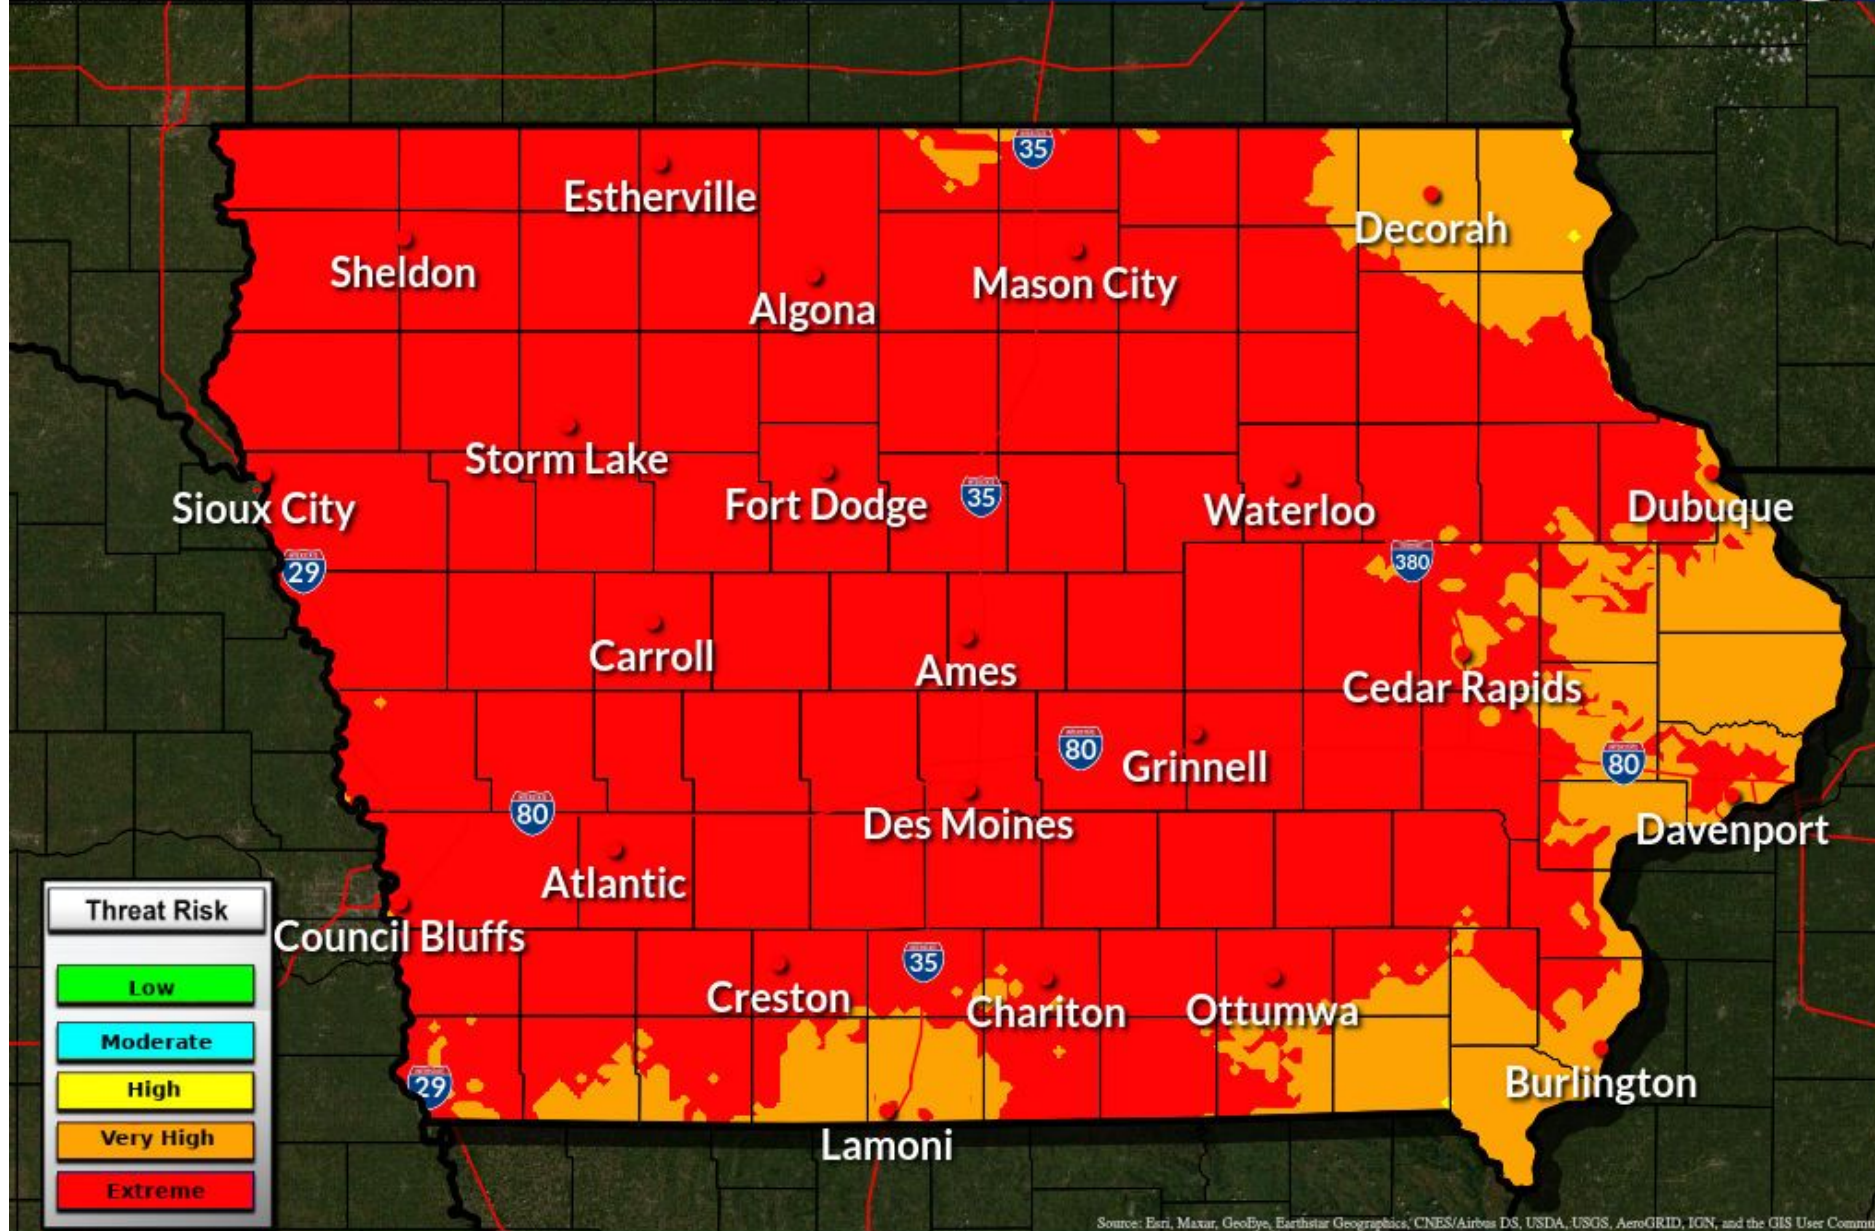 35
Estherville
Decorah
Sheldon
Mason City
Algona
Storm Lake
Fort Dodge
35
Waterloo
Dubuque
Sioux City
29
380
Carroll
Ames
Cedar Rapids
80
Grinnell
80
80
Des Moines
Davenport
Atlantic
Threat Risk
Low
Moderate
High
Very High
Extreme
Council Bluffs
35
Creston
Chariton
Ottumwa
29
Burlington
Lamoni
Source: Esri, Maxar, GeoEye, Earthstar Geographics, CNES/Airbus DS, USDA, USGS, AeroGRID, IGN, and the GIS User Com